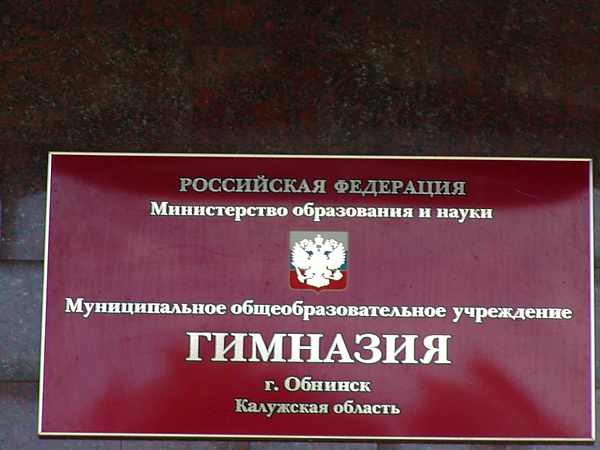 РОССИЙСКАЯ ФЕДЕРАЦИЯ
Министерство образования и науки
Муниципальное общеобразовательное учреждение
ГИМНАЗИЯ
г. Обнинск
Калужская область